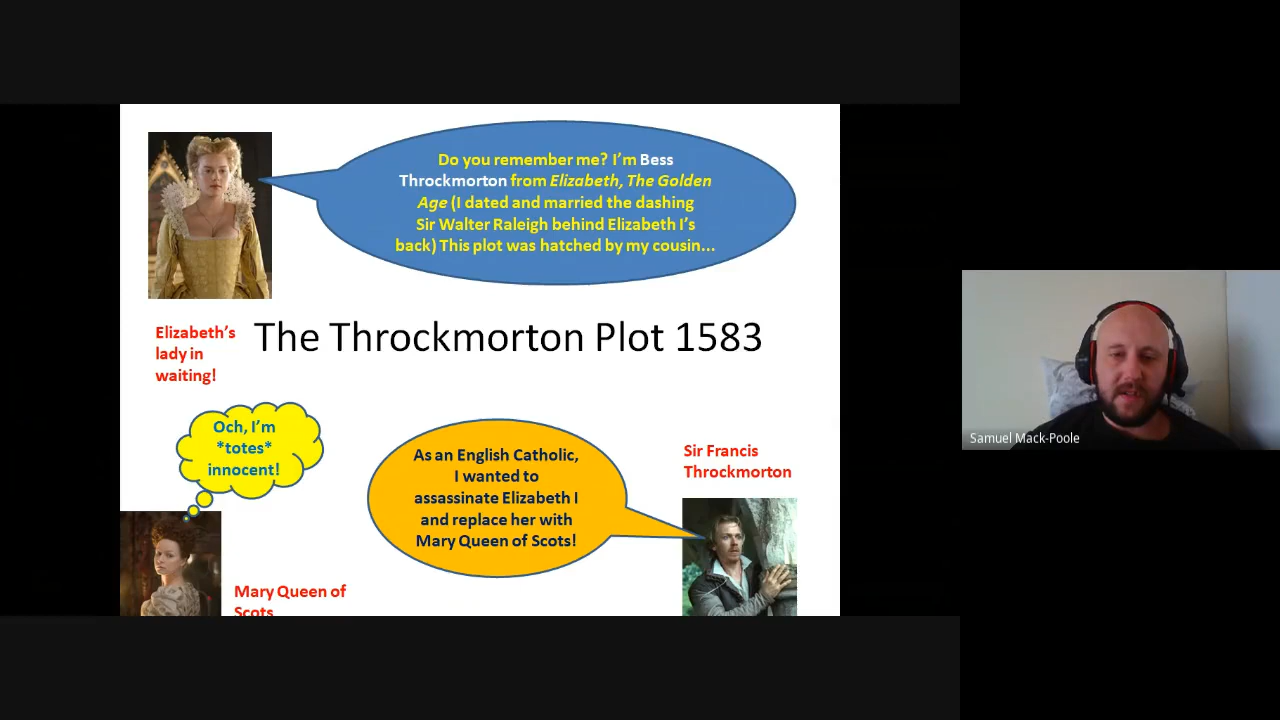 Do you remember me? I'm Bess
Throckmorton from Elizabeth, The Golden
Age (I dated and married the dashing
Sir Walter Raleigh behind Elizabeth I's
back) This plot was hatched by my cousin...
Elizabeth's
lady in
waiting!
The Throckmorton Plot 1583
Och, I'm
*totes*
innocent!
As an English Catholic,
I wanted to
assassinate Elizabeth I
and replace her with
Mary Queen of Scots!
Sir Francis
Throckmorton
Mary Queen of
Scots
Samuel Mack-Poole